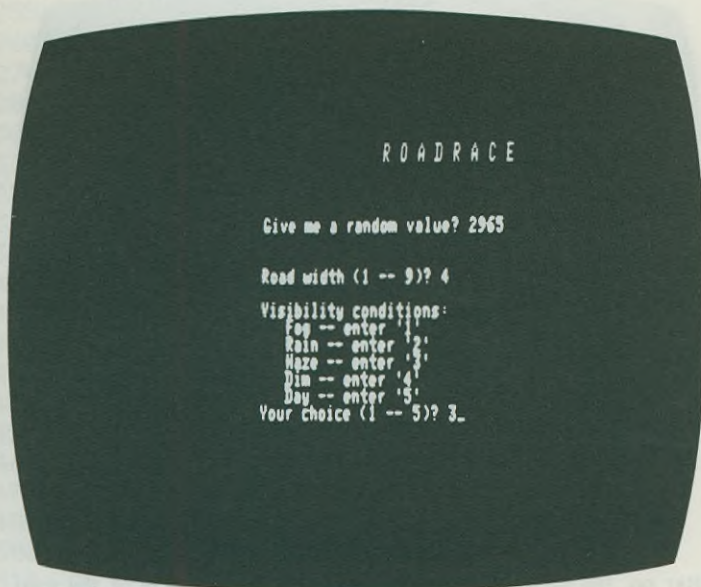 R O A D R A C E
Give me a random value? 2965
Road width (1 -- 9)? 4
Visibility conditions:
Fog -- enter '1'
Rain -- enter '2'
Haze -- enter '3'
Dim -- enter '4'
Day -- enter '5'
Your choice (1 -- 5)? 3_